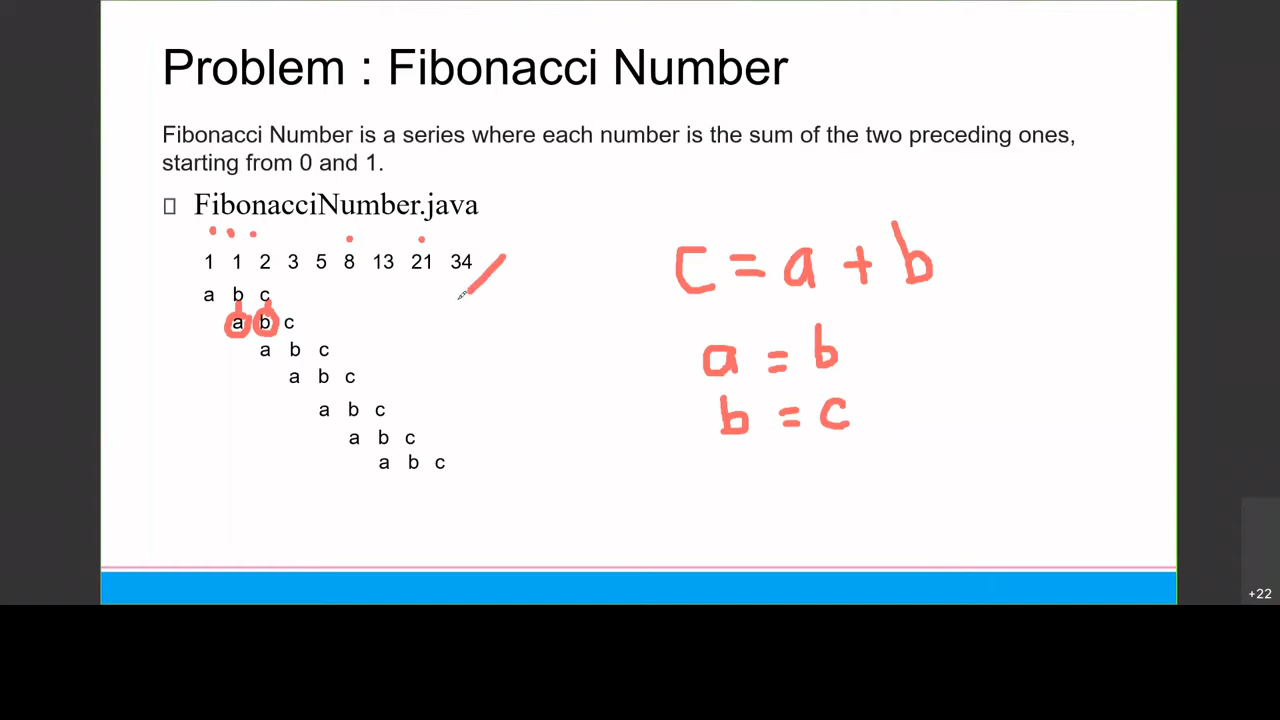 Problem : Fibonacci Number
Fibonacci Number is a series where each number is the sum of the two preceding ones,
starting from 0 and 1.
FibonacciNumber.java
1 1 2 3 5 8 13 21 34
a b c
a b c
a b c
a b c
a b c
a b c
a b c
c = a + b
a = b
b = c
+22